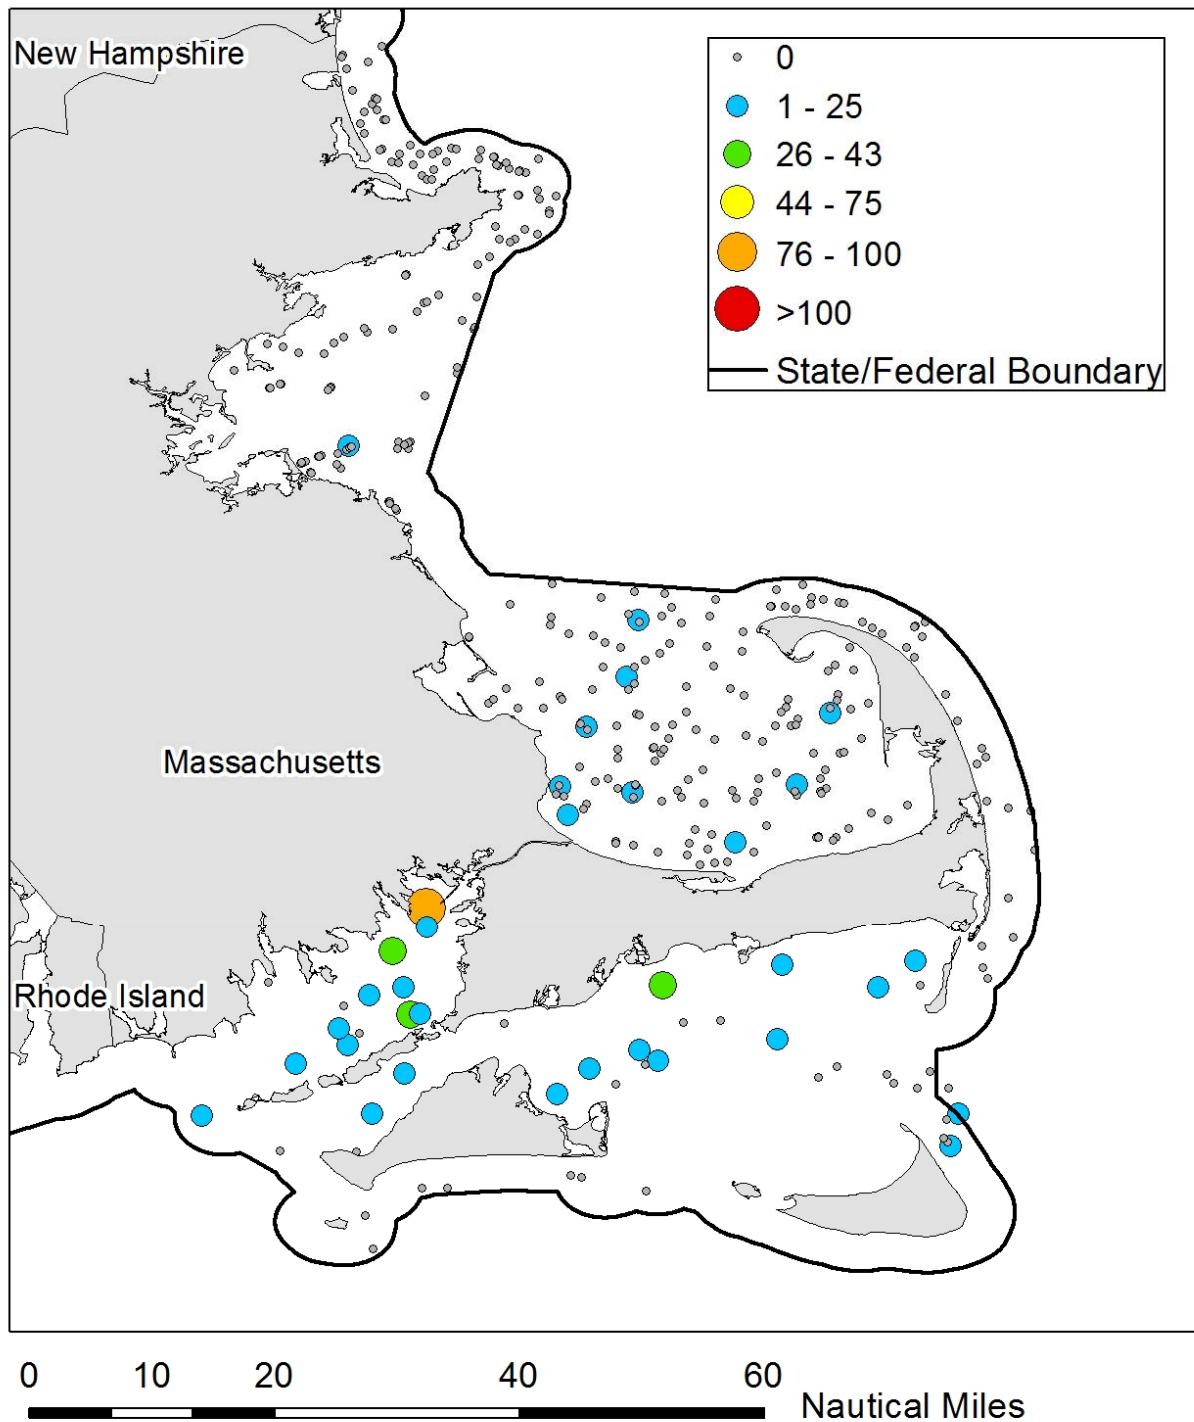 New Hampshire
0
1 - 25
26 - 43
44 - 75
76 - 100
>100
State/Federal Boundary
Massachusetts
Rhode Island
0 10 20 40 60
Nautical Miles